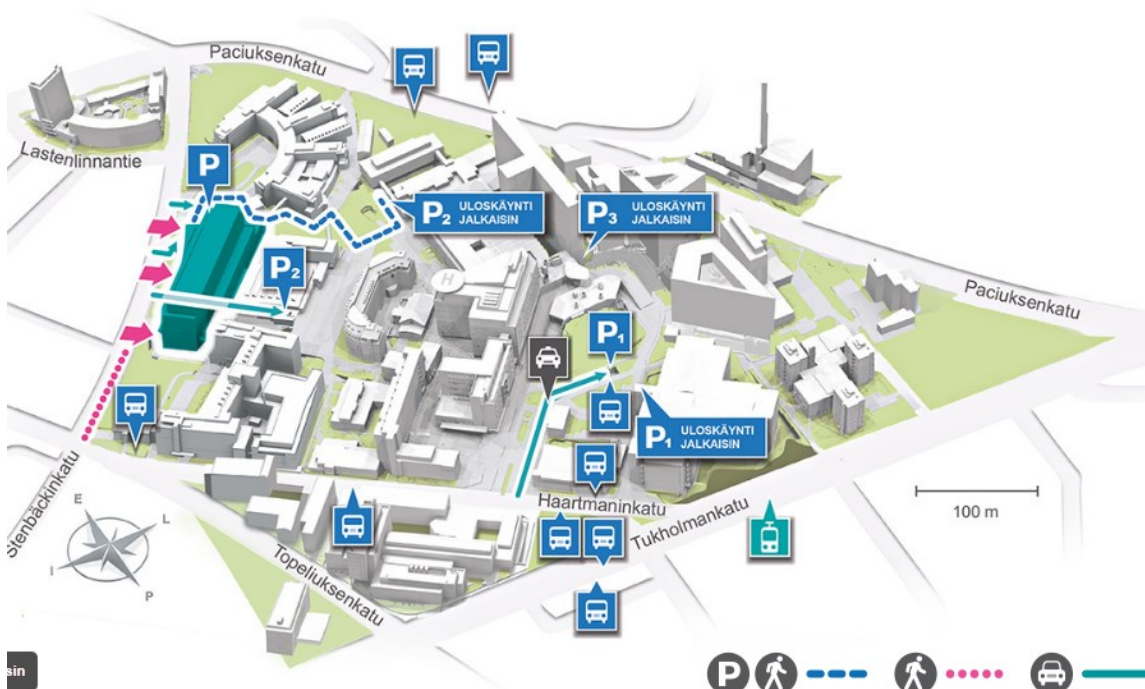 Paciuksenkatu
Lastenlinnantie
P
P2 ULOSKÄYNTI
JALKAISIN
P3 ULOSKÄYNTI
JALKAISIN
P2
H
Paciuksenkatu
P1
P1 ULOSKÄYNTI
JALKAISIN
Stenbäckinkatu
Haartmaninkatu
Tukholmankatu
100 m
E
L
I
P
Topeliuksenkatu
sin
P